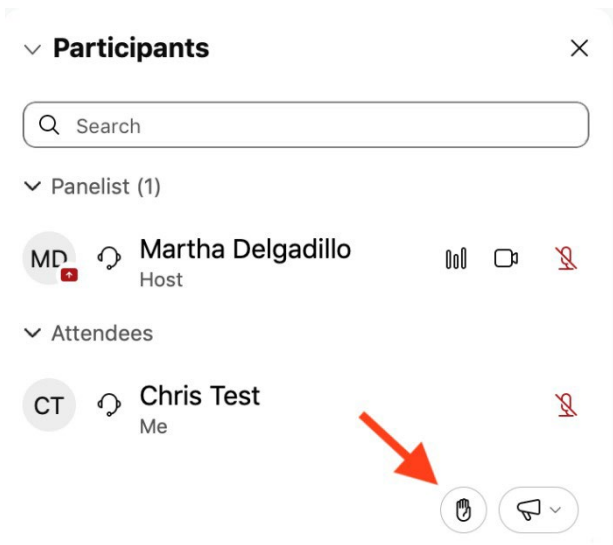 Participants
Search
Panelist (1)
MD
Martha Delgadillo
Host
Attendees
CT
Chris Test
Me